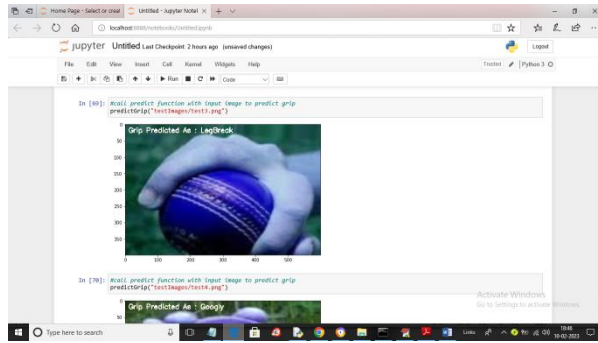 Home Page - Select or creat
Untitled - Jupyter Notel
localhost:8888/notebooks/Untitled.ipynb
jupyter Untitled Last Checkpoint: 2 hours ago (unsaved changes)
Logout
File Edit View Insert Cell Kernel Widgets Help
Trusted
Python 3
Run
Code
In [69]: #call predict function with input image to predict grip
predictGrip("testImages/test3.png")
Grip Predicted As : LegBreak
0
50
100
150
200
250
300
350
0 100 200 300 400 500
In [70]: #call predict function with input image to predict grip
predictGrip("testImages/test4.png")
0
Grip Predicted As : Googly
50
Activate Windows
Go to Settings to activate Windows.
Type here to search
Links
18:46
10-02-2023